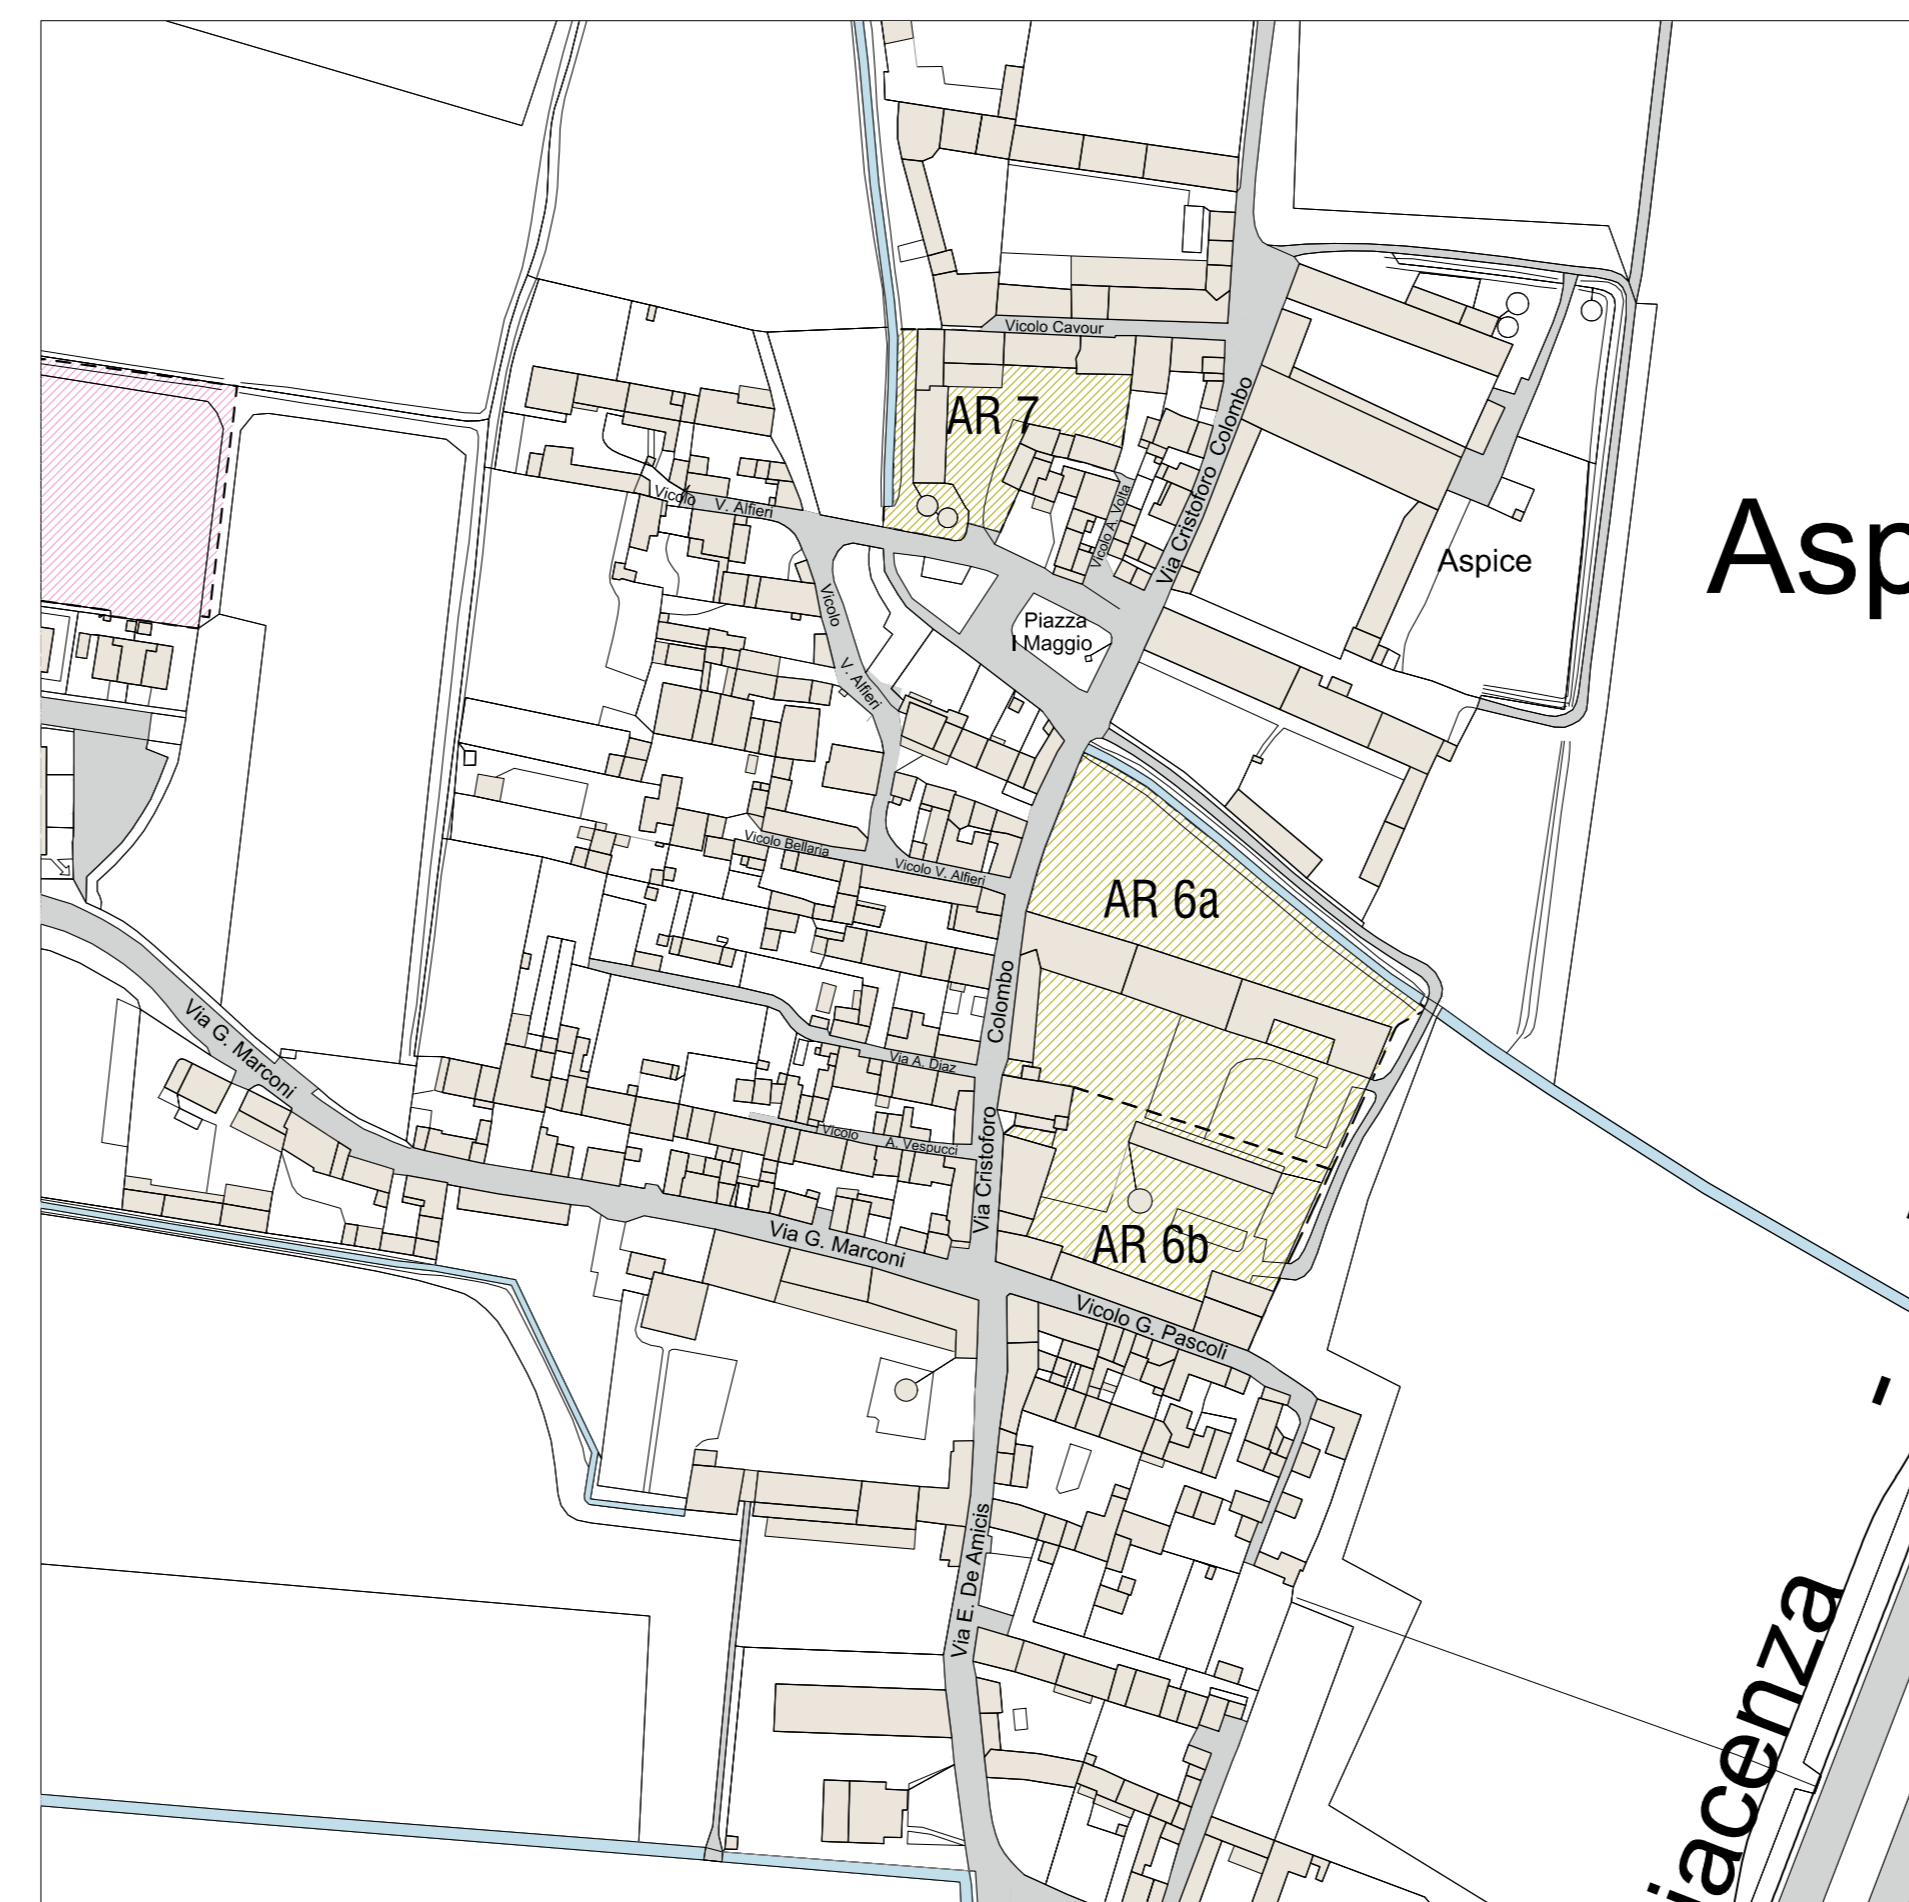 Vicolo Cavour
AR 7
Via Cristoforo Colombo
Vicolo A. Volta
Vicolo V. Alfieri
Asp
Aspice
Piazza
I Maggio
Vicolo
V. Alfieri
Vicolo Bellaria
Vicolo V. Alfieri
AR 6a
Via G. Marconi
Via Cristoforo Colombo
Via A. Diaz
Vicolo A. Vespucci
AR 6b
Via G. Marconi
Vicolo G. Pascoli
-
Via E. De Amicis
iacenza